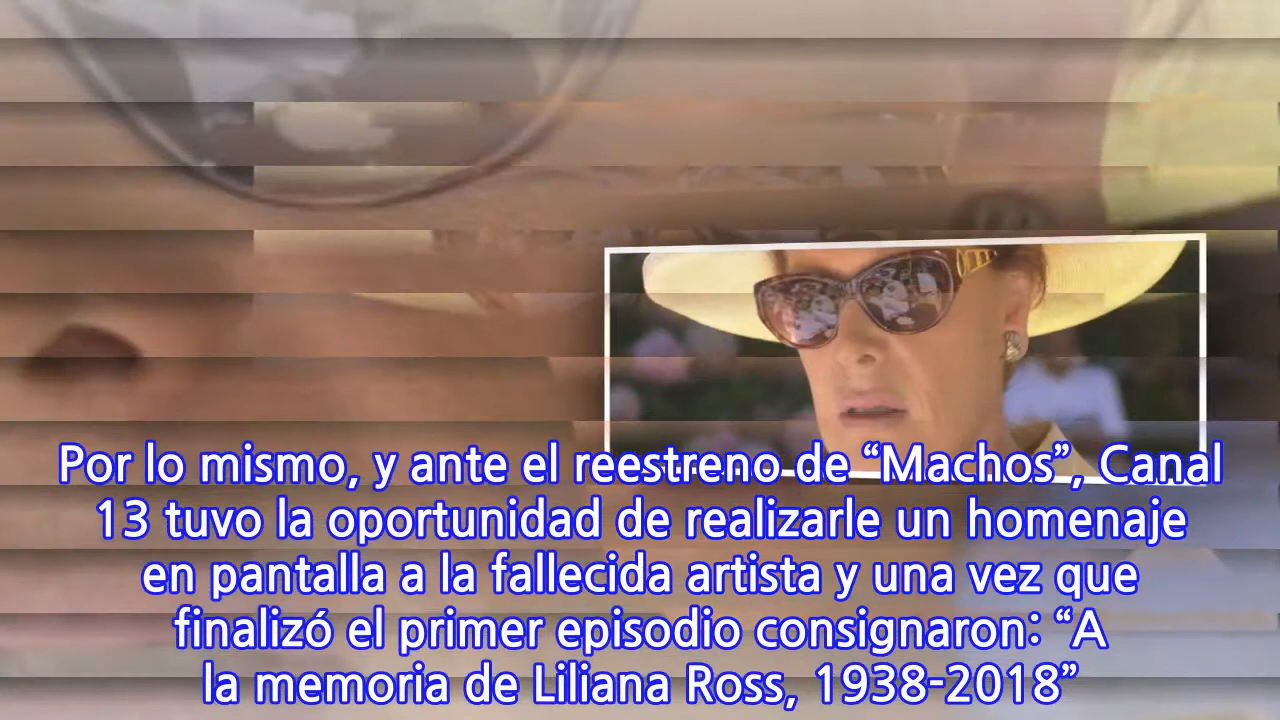 Por lo mismo, y ante el reestreno de “Machos”, Canal
13 tuvo la oportunidad de realizarle un homenaje
en pantalla a la fallecida artista y una vez que
finalizó el primer episodio consignaron: “A
la memoria de Liliana Ross, 1938-2018”